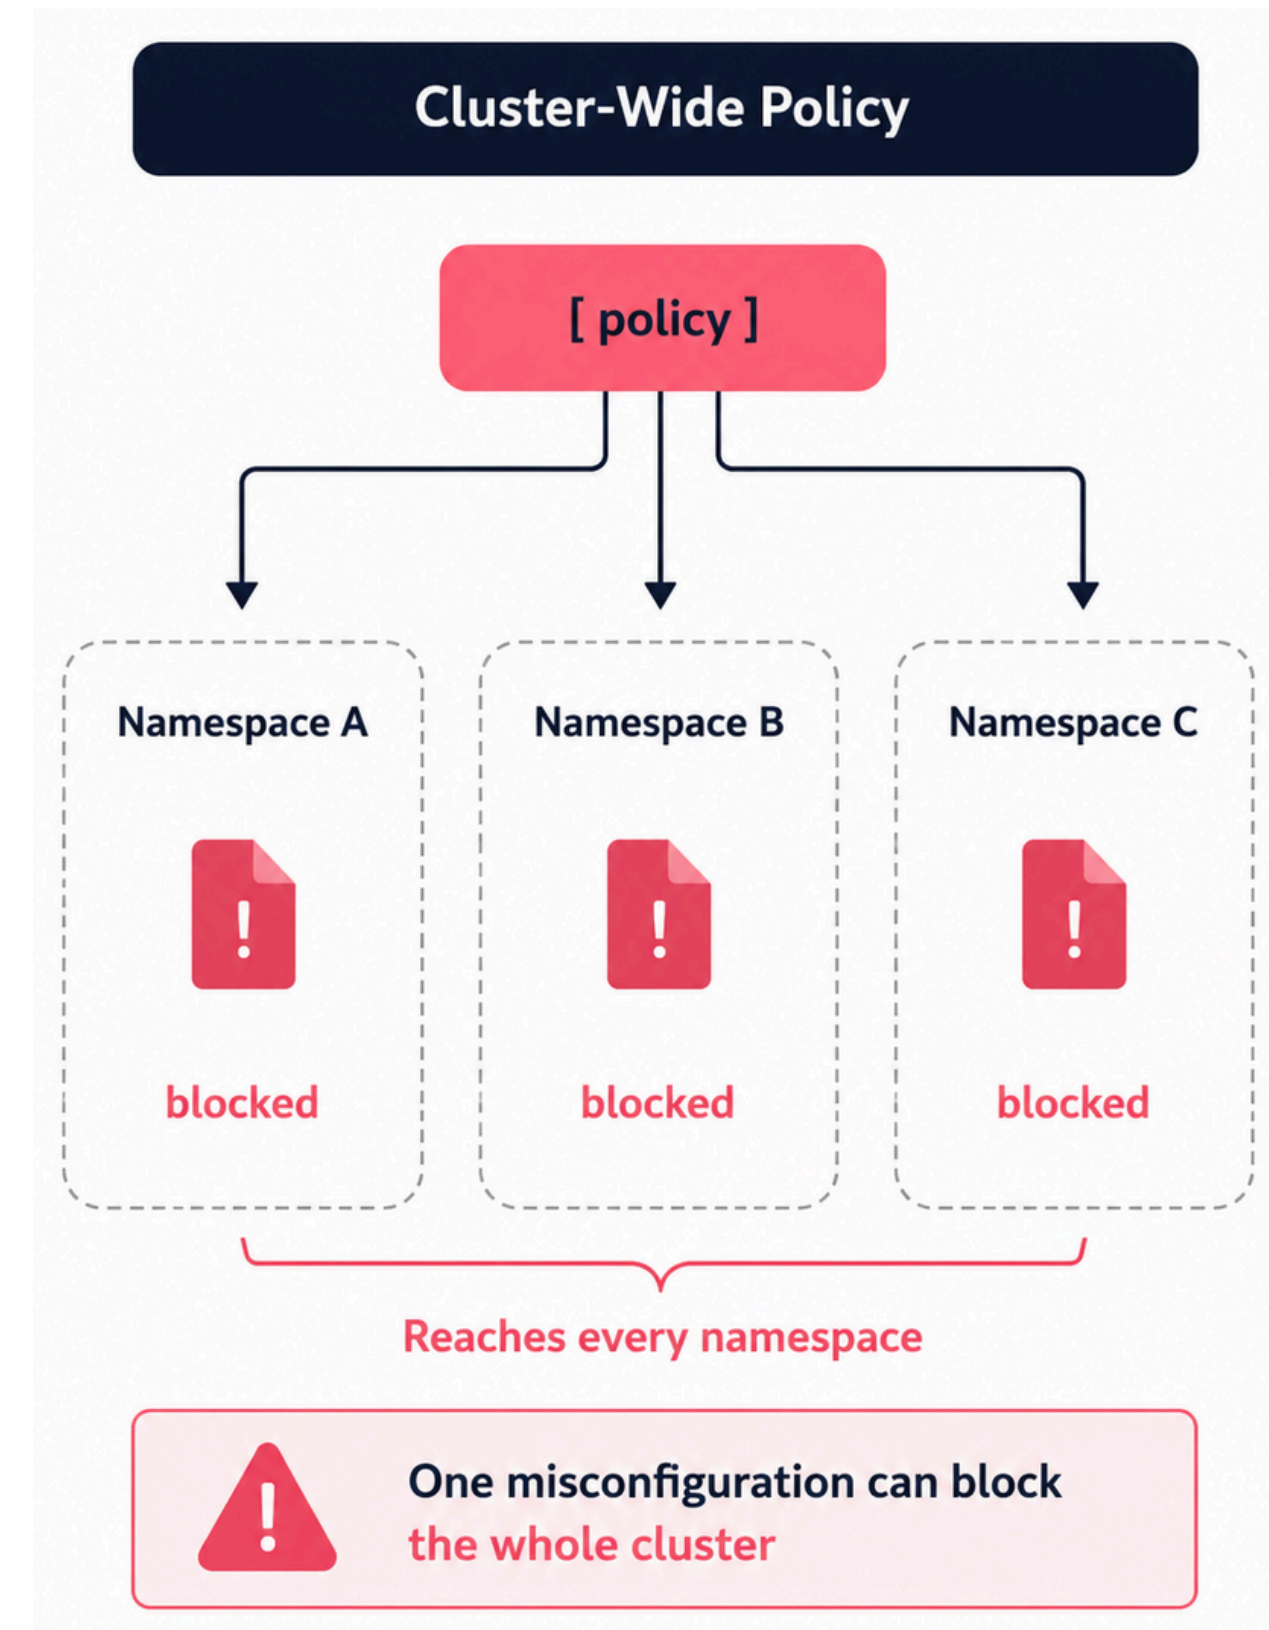 Cluster-Wide Policy
[ policy ]
Namespace A
Namespace B
Namespace C
!
!
!
blocked
blocked
blocked
Reaches every namespace
!
One misconfiguration can block
the whole cluster